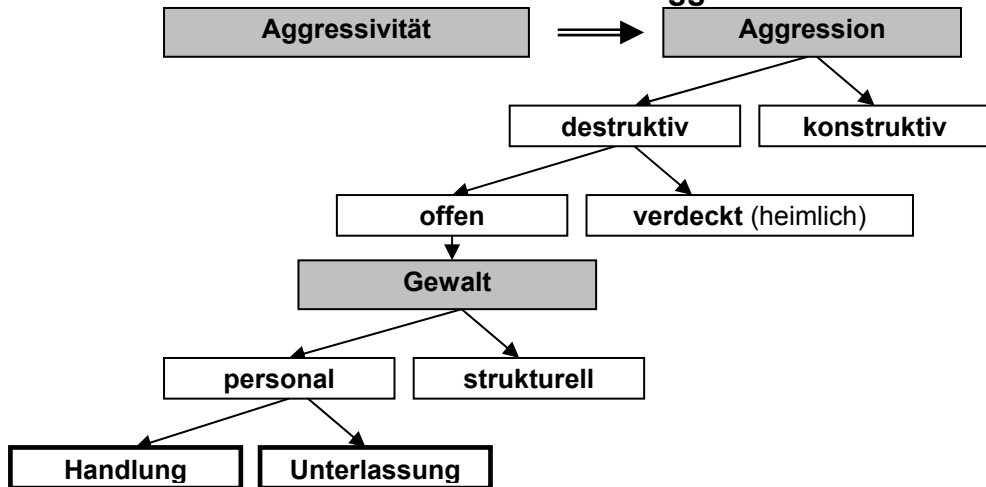 Aggressivität
Aggression
destruktiv
konstruktiv
offen
verdeckt (heimlich)
Gewalt
personal
strukturell
Handlung
Unterlassung